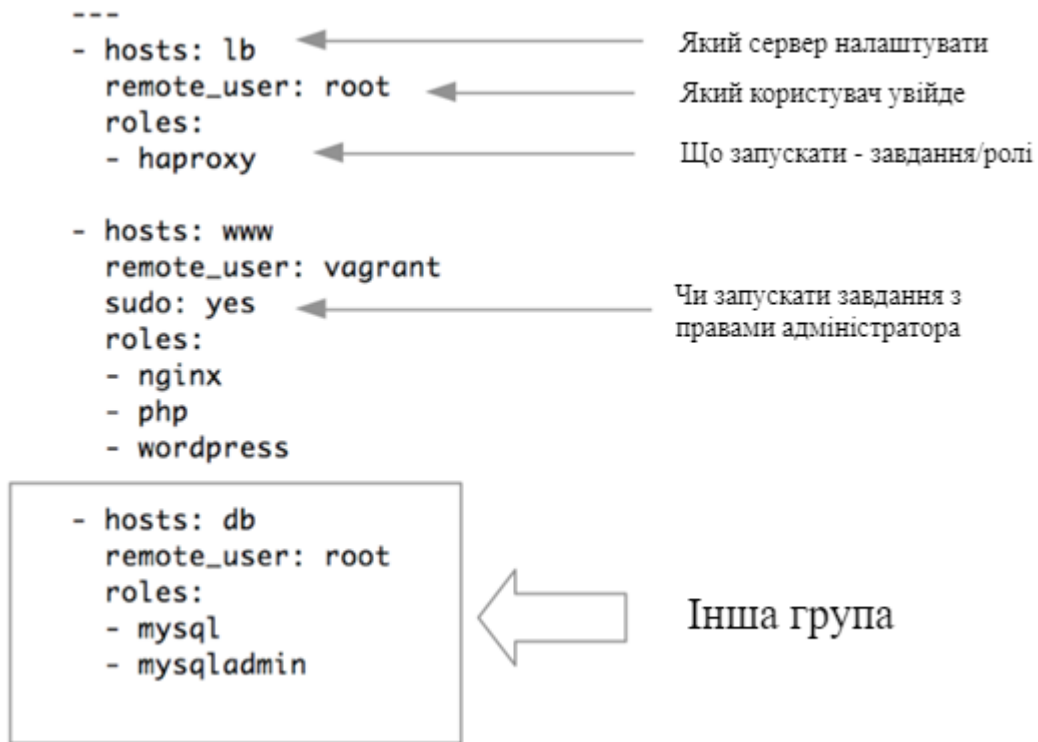 ---
- hosts: lb
remote_user: root
roles:
- haproxy
Який сервер налаштувати
Який користувач увійде
Що запускати - завдання/ролі
- hosts: www
remote_user: vagrant
sudo: yes
roles:
- nginx
- php
- wordpress
Чи запускати завдання з
правами адміністратора
- hosts: db
remote_user: root
roles:
- mysql
- mysqladmin
Інша група